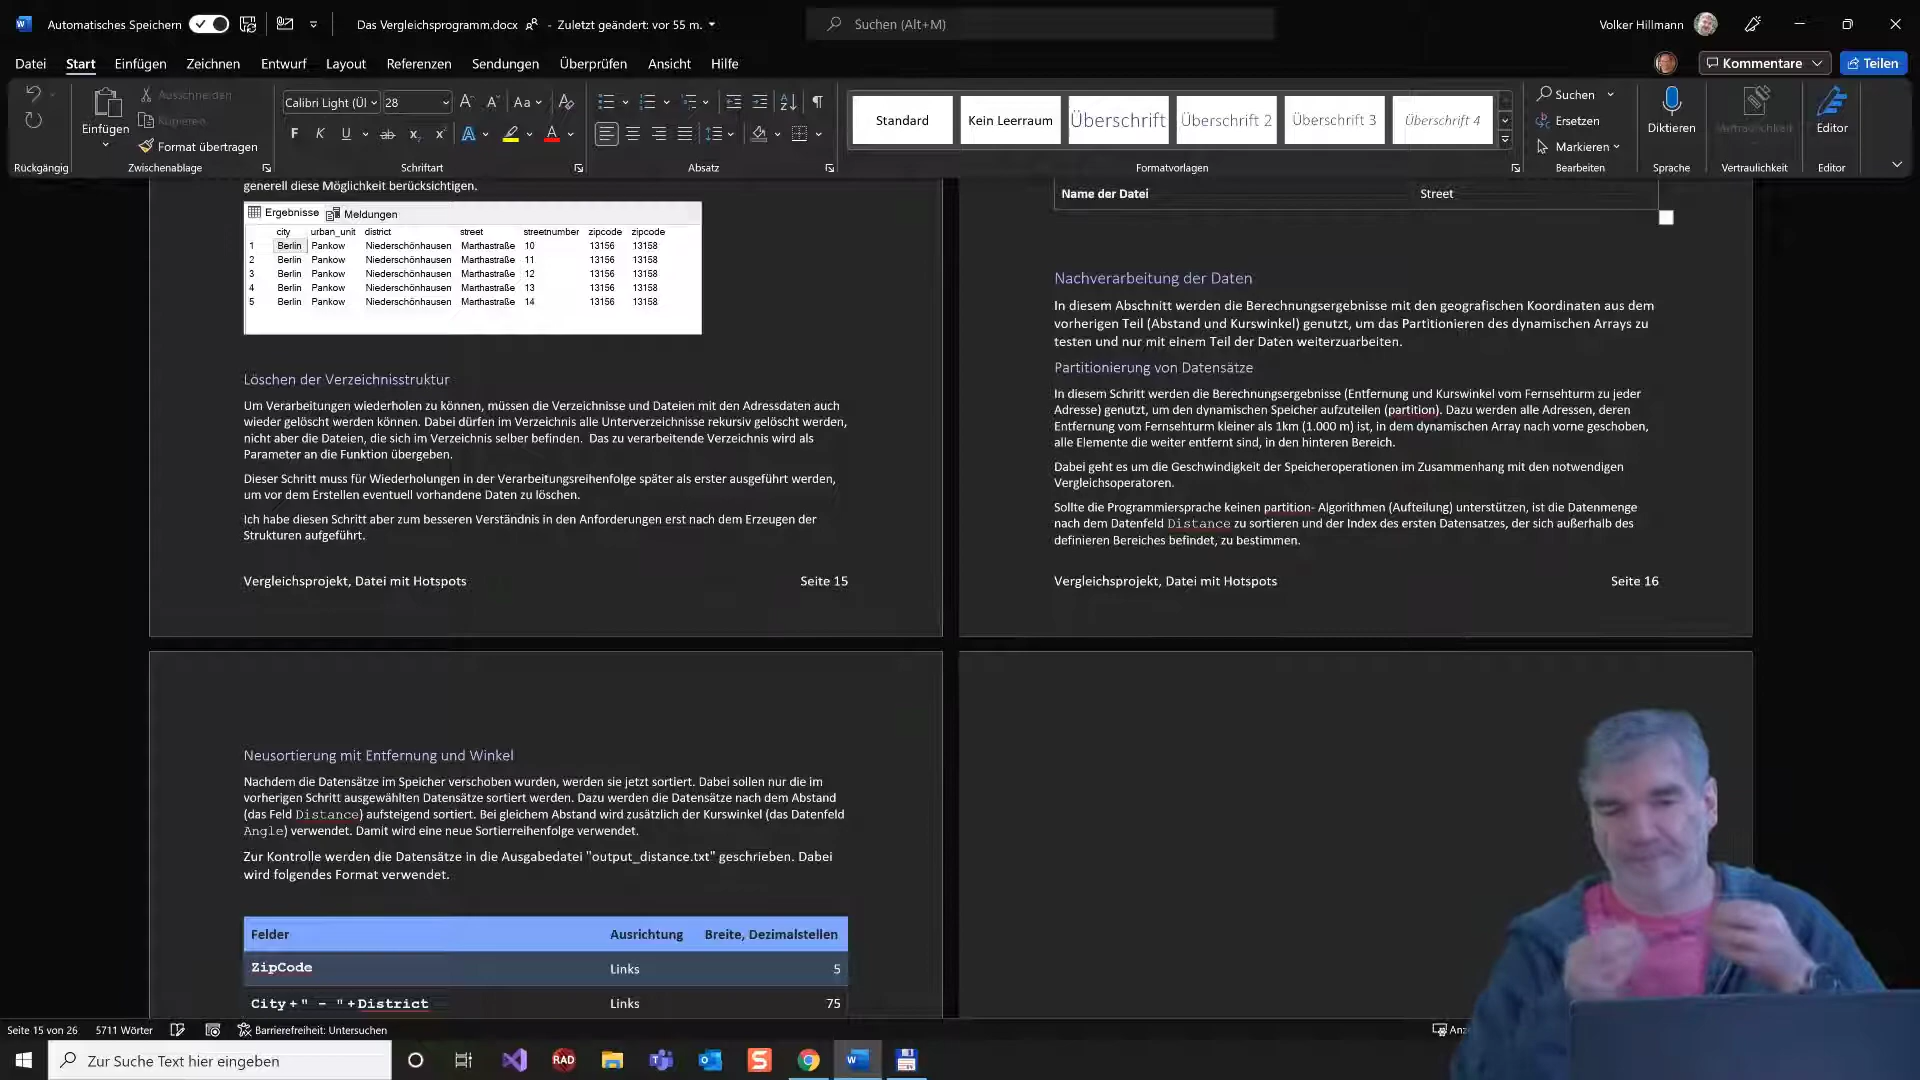 Automatisches Speichern
Das Vergleichsprogramm.docx - Zuletzt geändert: vor 55 m.
Suchen (Alt+M)
Volker Hillmann
Datei Start Einfügen Zeichnen Entwurf Layout Referenzen Sendungen Überprüfen Ansicht Hilfe
Kommentare
Teilen
Einfügen
Ausschneiden
Kopieren
Format übertragen
Calibri Light (Ül 28
Standard
Kein Leerraum
Überschrift
Überschrift 2
Überschrift 3
Überschrift 4
Suchen
Ersetzen
Markieren
Diktieren
Vertraulichkeit
Editor
Rückgängig Zwischenablage Schriftart Absatz Formatvorlagen Bearbeiten Sprache Vertraulichkeit Editor
generell diese Möglichkeit berücksichtigen.
Ergebnisse Meldungen
city urban_unit district street streetnumber zipcode zipcode
1 Berlin Pankow Niederschönhausen Marthastraße 10 13156 13158
2 Berlin Pankow Niederschönhausen Marthastraße 11 13156 13158
3 Berlin Pankow Niederschönhausen Marthastraße 12 13156 13158
4 Berlin Pankow Niederschönhausen Marthastraße 13 13156 13158
5 Berlin Pankow Niederschönhausen Marthastraße 14 13156 13158
Löschen der Verzeichnisstruktur
Um Verarbeitungen wiederholen zu können, müssen die Verzeichnisse und Dateien mit den Adressdaten auch
wieder gelöscht werden können. Dabei dürfen im Verzeichnis alle Unterverzeichnisse rekursiv gelöscht werden,
nicht aber die Dateien, die sich im Verzeichnis selber befinden. Das zu verarbeitende Verzeichnis wird als
Parameter an die Funktion übergeben.
Dieser Schritt muss für Wiederholungen in der Verarbeitungsreihenfolge später als erster ausgeführt werden,
um vor dem Erstellen eventuell vorhandene Daten zu löschen.
Ich habe diesen Schritt aber zum besseren Verständnis in den Anforderungen erst nach dem Erzeugen der
Strukturen aufgeführt.
Vergleichsprojekt, Datei mit Hotspots Seite 15
Name der Datei Street
Nachverarbeitung der Daten
In diesem Abschnitt werden die Berechnungsergebnisse mit den geografischen Koordinaten aus dem
vorherigen Teil (Abstand und Kurswinkel) genutzt, um das Partitionieren des dynamischen Arrays zu
testen und nur mit einem Teil der Daten weiterzuarbeiten.
Partitionierung von Datensätze
In diesem Schritt werden die Berechnungsergebnisse (Entfernung und Kurswinkel vom Fernsehturm zu jeder
Adresse) genutzt, um den dynamischen Speicher aufzuteilen (partition). Dazu werden alle Adressen, deren
Entfernung vom Fernsehturm kleiner als 1km (1.000 m) ist, in dem dynamischen Array nach vorne geschoben,
alle Elemente die weiter entfernt sind, in den hinteren Bereich.
Dabei geht es um die Geschwindigkeit der Speicheroperationen im Zusammenhang mit den notwendigen
Vergleichsoperatoren.
Sollte die Programmiersprache keinen partition- Algorithmen (Aufteilung) unterstützen, ist die Datenmenge
nach dem Datenfeld Distance zu sortieren und der Index des ersten Datensatzes, der sich außerhalb des
definieren Bereiches befindet, zu bestimmen.
Vergleichsprojekt, Datei mit Hotspots Seite 16
Neusortierung mit Entfernung und Winkel
Nachdem die Datensätze im Speicher verschoben wurden, werden sie jetzt sortiert. Dabei sollen nur die im
vorherigen Schritt ausgewählten Datensätze sortiert werden. Dazu werden die Datensätze nach dem Abstand
(das Feld Distance) aufsteigend sortiert. Bei gleichem Abstand wird zusätzlich der Kurswinkel (das Datenfeld
Angle) verwendet. Damit wird eine neue Sortierreihenfolge verwendet.
Zur Kontrolle werden die Datensätze in die Ausgabedatei "output_distance.txt" geschrieben. Dabei
wird folgendes Format verwendet.
Felder Ausrichtung Breite, Dezimalstellen
ZipCode Links 5
City+" - "+District Links 75
Seite 15 von 26 5711 Wörter Barrierefreiheit: Untersuchen
Zur Suche Text hier eingeben
RAD